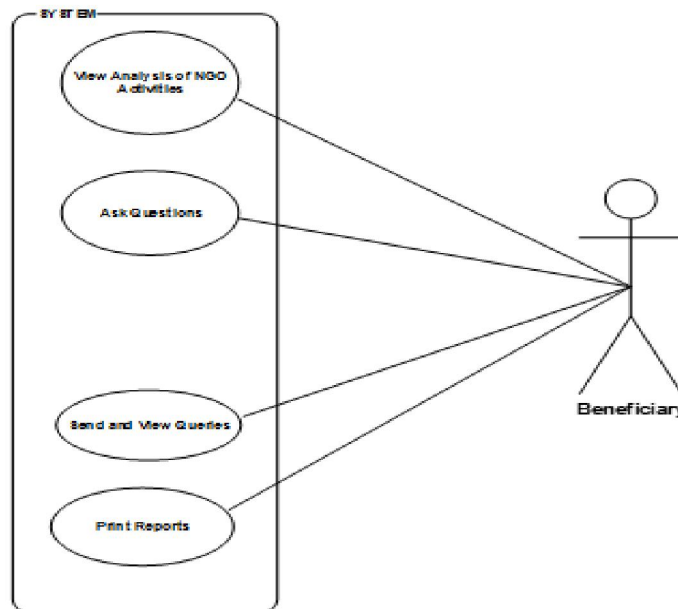 SYSTEM
View Analysis of NGO
Activities
Ask Questions
Send and View Queries
Print Reports
Beneficiary